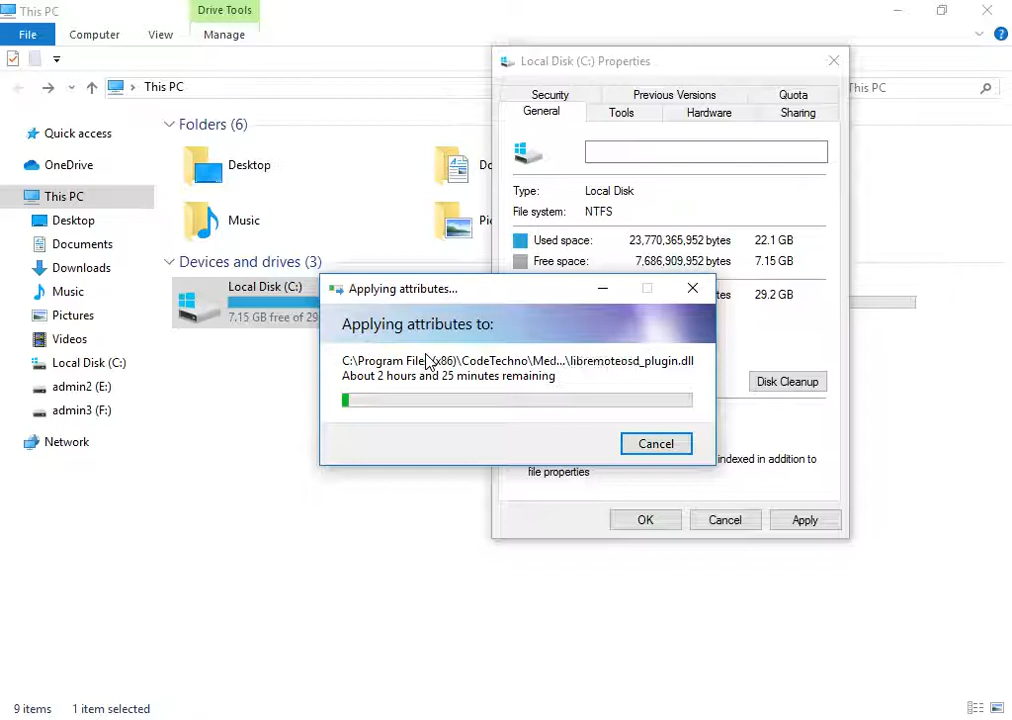 This PC
Drive Tools
File
Computer
View
Manage
This PC
This PC
Quick access
OneDrive
This PC
Desktop
Documents
Downloads
Music
Pictures
Videos
Local Disk (C:)
admin2 (E:)
admin3 (F:)
Network
Folders (6)
Desktop
Music
Devices and drives (3)
Local Disk (C:)
7.15 GB free of 29
Local Disk (C:) Properties
Security
Previous Versions
Quota
General
Tools
Hardware
Sharing
Type: Local Disk
File system: NTFS
Used space: 23,770,365,952 bytes 22.1 GB
Free space: 7,686,909,952 bytes 7.15 GB
29.2 GB
Disk Cleanup
indexed in addition to
file properties
OK
Cancel
Apply
Applying attributes...
Applying attributes to:
C:\Program Files (x86)\CodeTechno\Med...\libremoteosd_plugin.dll
About 2 hours and 25 minutes remaining
Cancel
9 items
1 item selected